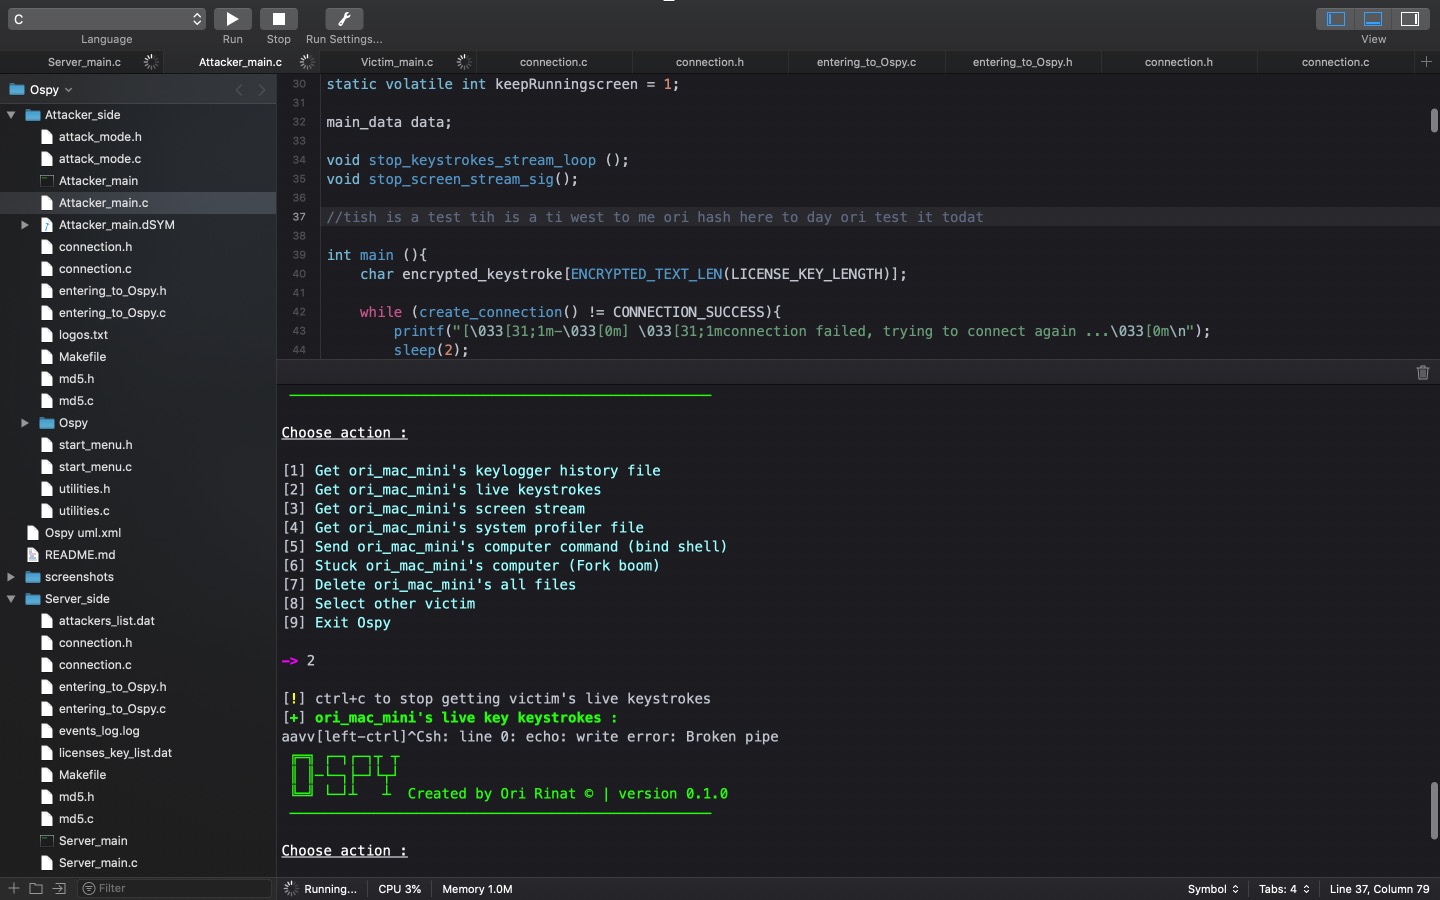 C
Language
Run
Stop
Run Settings...
View
Server_main.c
Attacker_main.c
Victim_main.c
connection.c
connection.h
entering_to_Ospy.c
entering_to_Ospy.h
connection.h
connection.c
Ospy
Attacker_side
attack_mode.h
attack_mode.c
Attacker_main
Attacker_main.c
Attacker_main.dSYM
connection.h
connection.c
entering_to_Ospy.h
entering_to_Ospy.c
logos.txt
Makefile
md5.h
md5.c
Ospy
start_menu.h
start_menu.c
utilities.h
utilities.c
Ospy uml.xml
README.md
screenshots
Server_side
attackers_list.dat
connection.h
connection.c
entering_to_Ospy.h
entering_to_Ospy.c
events_log.log
licenses_key_list.dat
Makefile
md5.h
md5.c
Server_main
Server_main.c
Filter
30 static volatile int keepRunningscreen = 1;
31
32 main_data data;
33
34 void stop_keystrokes_stream_loop ();
35 void stop_screen_stream_sig();
36
37 //tish is a test tih is a ti west to me ori hash here to day ori test it todat
38
39 int main (){
40 char encrypted_keystroke[ENCRYPTED_TEXT_LEN(LICENSE_KEY_LENGTH)];
41
42 while (create_connection() != CONNECTION_SUCCESS){
43 printf("[\033[31;1m-\033[0m] \033[31;1mconnection failed, trying to connect again ...\033[0m\n");
44 sleep(2);
Choose action :
[1] Get ori_mac_mini's keylogger history file
[2] Get ori_mac_mini's live keystrokes
[3] Get ori_mac_mini's screen stream
[4] Get ori_mac_mini's system profiler file
[5] Send ori_mac_mini's computer command (bind shell)
[6] Stuck ori_mac_mini's computer (Fork boom)
[7] Delete ori_mac_mini's all files
[8] Select other victim
[9] Exit Ospy
—> 2
[!] ctrl+c to stop getting victim's live keystrokes
[+] ori_mac_mini's live key keystrokes :
aavv[left-ctrl]^Csh: line 0: echo: write error: Broken pipe
O-SPY
Created by Ori Rinat © | version 0.1.0
Choose action :
Running...
CPU 3%
Memory 1.0M
Symbol
Tabs: 4
Line 37, Column 79